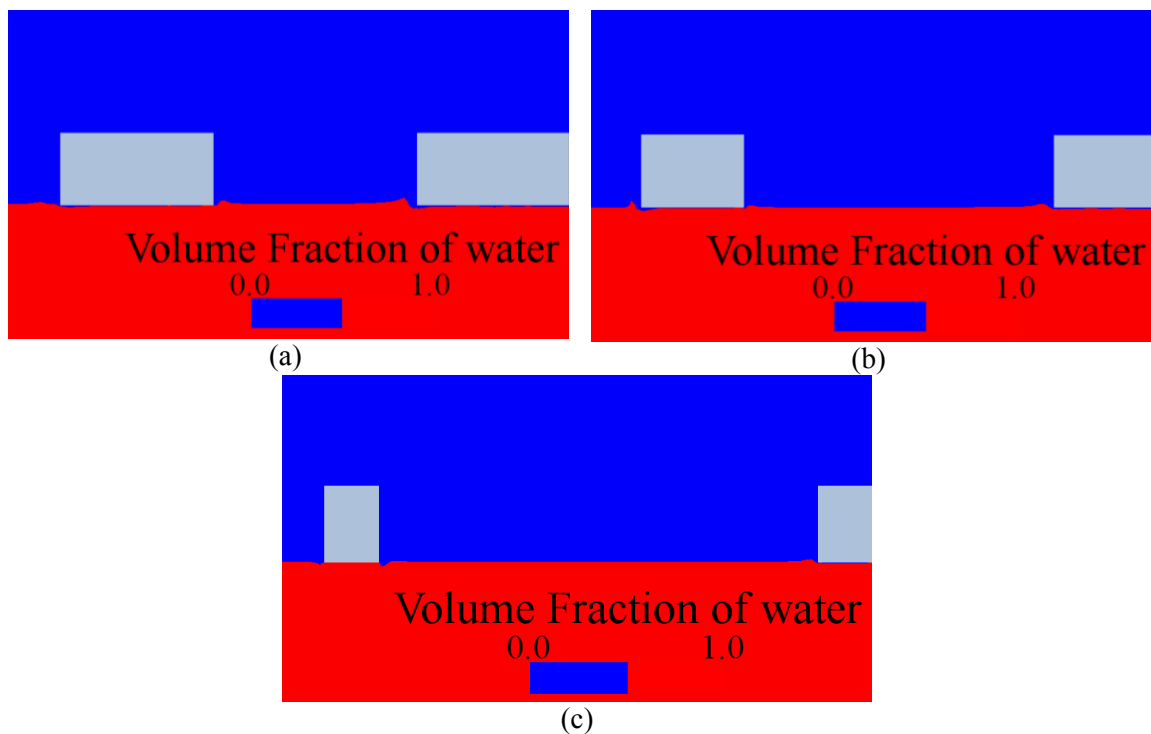 Volume Fraction of water
0.0 1.0
(a)
Volume Fraction of water
0.0 1.0
(b)
Volume Fraction of water
0.0 1.0
(c)